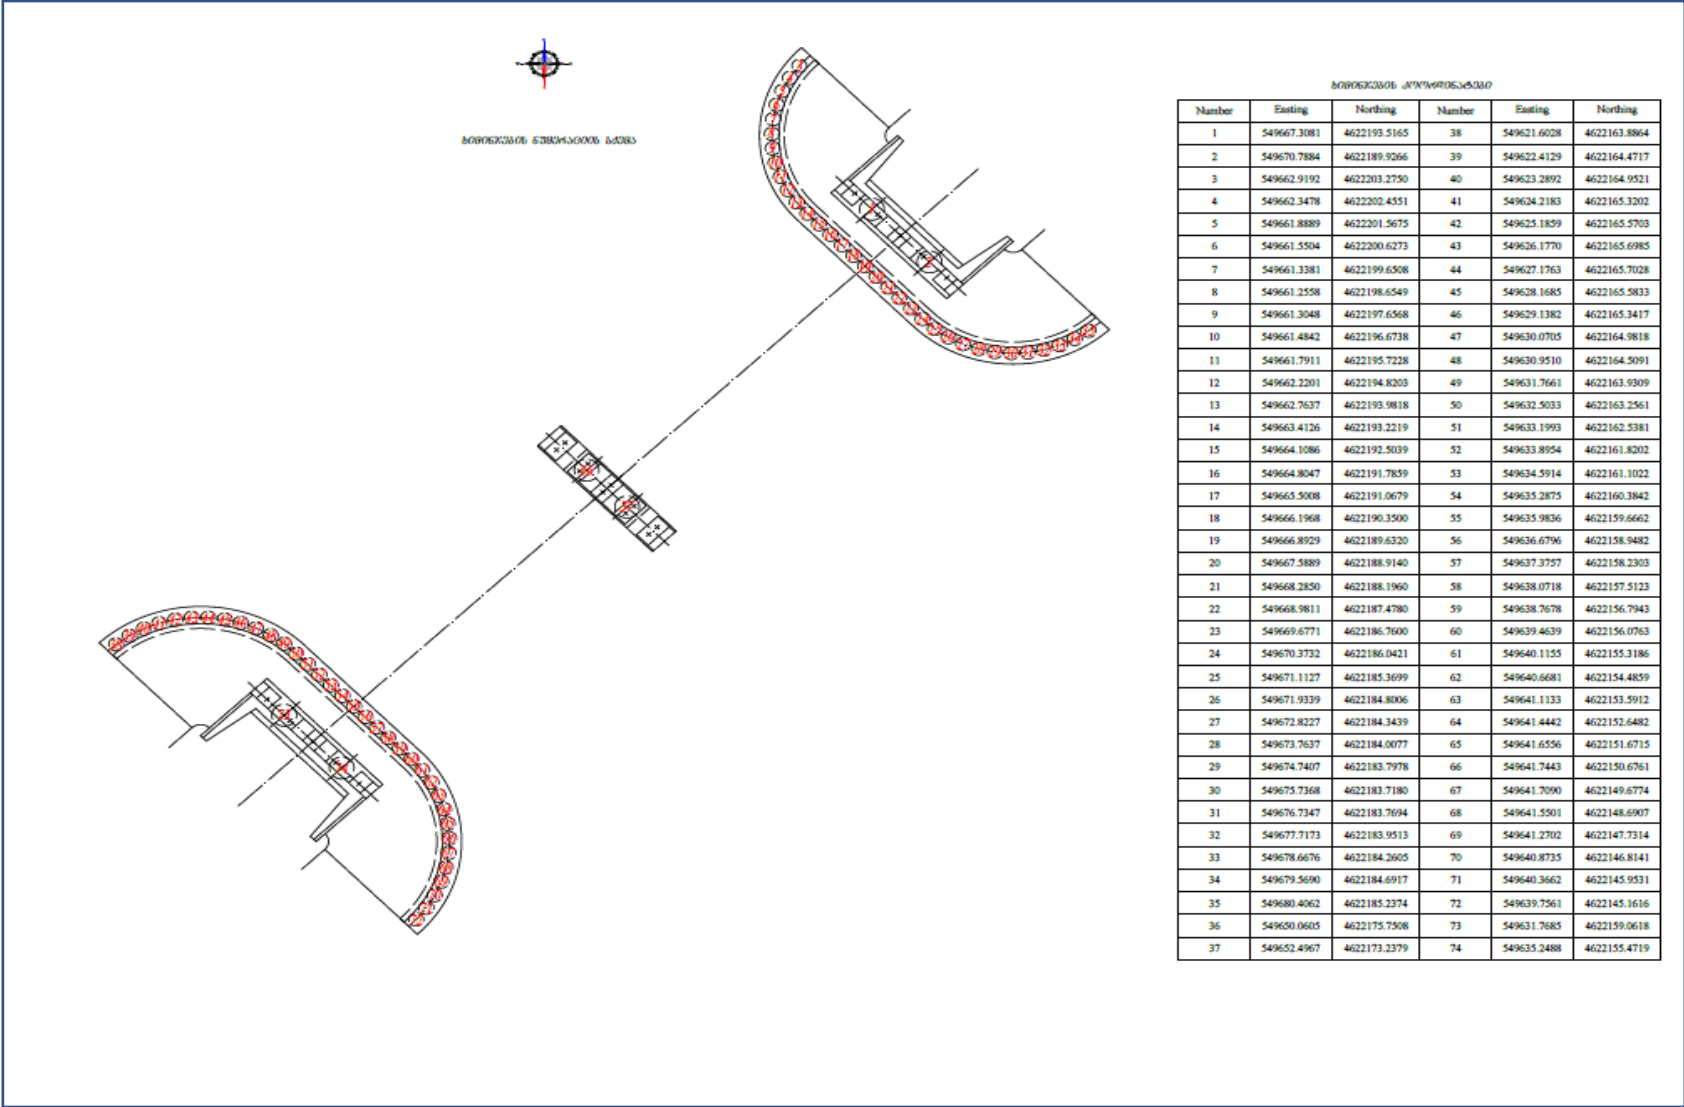 ხიმინჯების ნუმერაციის სქემა
ხიმინჯების კოორდინატები
Number Easting Northing Number Easting Northing
1 549667.3081 4622193.5165 38 549621.6028 4622163.8864
2 549670.7884 4622189.9266 39 549622.4129 4622164.4717
3 549662.9192 4622203.2750 40 549623.2892 4622164.9521
4 549662.3478 4622202.4551 41 549624.2183 4622165.3202
5 549661.8889 4622201.5675 42 549625.1859 4622165.5703
6 549661.5504 4622200.6273 43 549626.1770 4622165.6985
7 549661.3381 4622199.6508 44 549627.1763 4622165.7028
8 549661.2558 4622198.6549 45 549628.1685 4622165.5833
9 549661.3048 4622197.6568 46 549629.1382 4622165.3417
10 549661.4842 4622196.6738 47 549630.0705 4622164.9818
11 549661.7911 4622195.7228 48 549630.9510 4622164.5091
12 549662.2201 4622194.8203 49 549631.7661 4622163.9309
13 549662.7637 4622193.9818 50 549632.5033 4622163.2561
14 549663.4126 4622193.2219 51 549633.1993 4622162.5381
15 549664.1086 4622192.5039 52 549633.8954 4622161.8202
16 549664.8047 4622191.7859 53 549634.5914 4622161.1022
17 549665.5008 4622191.0679 54 549635.2875 4622160.3842
18 549666.1968 4622190.3500 55 549635.9836 4622159.6662
19 549666.8929 4622189.6320 56 549636.6796 4622158.9482
20 549667.5889 4622188.9140 57 549637.3757 4622158.2303
21 549668.2850 4622188.1960 58 549638.0718 4622157.5123
22 549668.9811 4622187.4780 59 549638.7678 4622156.7943
23 549669.6771 4622186.7600 60 549639.4639 4622156.0763
24 549670.3732 4622186.0421 61 549640.1155 4622155.3186
25 549671.1127 4622185.3699 62 549640.6681 4622154.4859
26 549671.9339 4622184.8006 63 549641.1133 4622153.5912
27 549672.8227 4622184.3439 64 549641.4442 4622152.6482
28 549673.7637 4622184.0077 65 549641.6556 4622151.6715
29 549674.7407 4622183.7978 66 549641.7443 4622150.6761
30 549675.7368 4622183.7180 67 549641.7090 4622149.6774
31 549676.7347 4622183.7694 68 549641.5501 4622148.6907
32 549677.7173 4622183.9513 69 549641.2702 4622147.7314
33 549678.6676 4622184.2605 70 549640.8735 4622146.8141
34 549679.5690 4622184.6917 71 549640.3662 4622145.9531
35 549680.4062 4622185.2374 72 549639.7561 4622145.1616
36 549650.0605 4622175.7508 73 549631.7685 4622159.0618
37 549652.4967 4622173.2379 74 549635.2488 4622155.4719